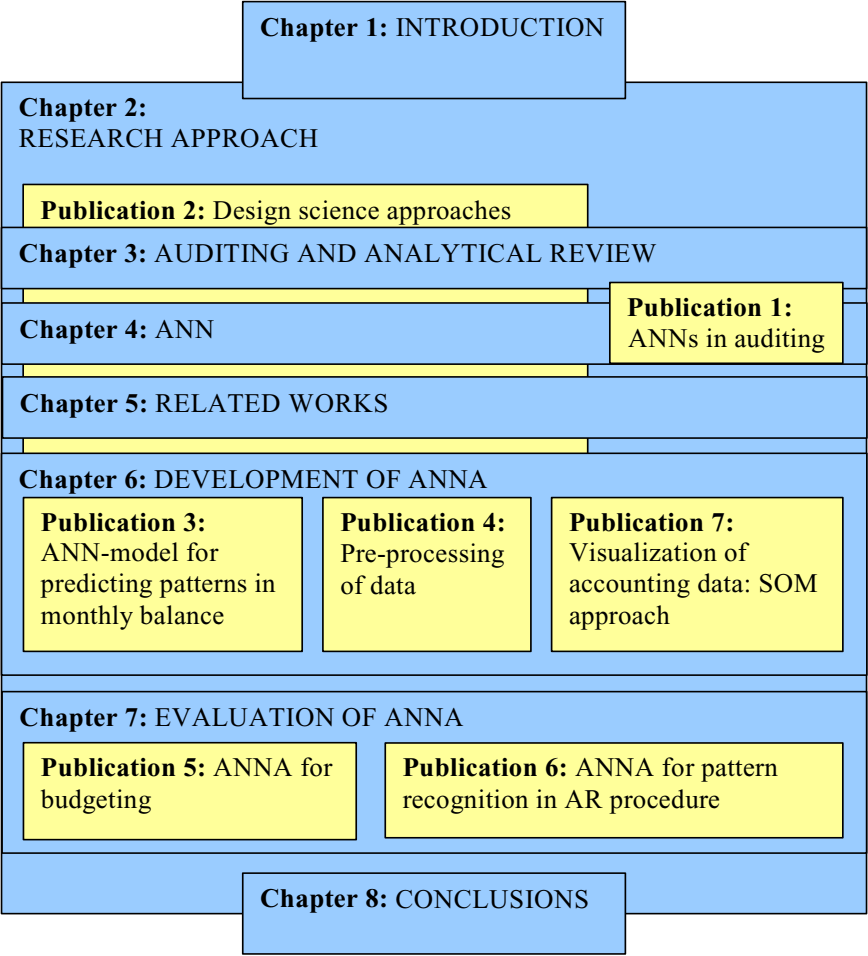 Chapter 1: INTRODUCTION
Chapter 2:
RESEARCH APPROACH
Publication 2: Design science approaches
Chapter 3: AUDITING AND ANALYTICAL REVIEW
Publication 1:
ANNs in auditing
Chapter 4: ANN
Chapter 5: RELATED WORKS
Chapter 6: DEVELOPMENT OF ANNA
Publication 3:
ANN-model for
predicting patterns in
monthly balance
Publication 4:
Pre-processing
of data
Publication 7:
Visualization of
accounting data: SOM
approach
Chapter 7: EVALUATION OF ANNA
Publication 5: ANNA for
budgeting
Publication 6: ANNA for pattern
recognition in AR procedure
Chapter 8: CONCLUSIONS